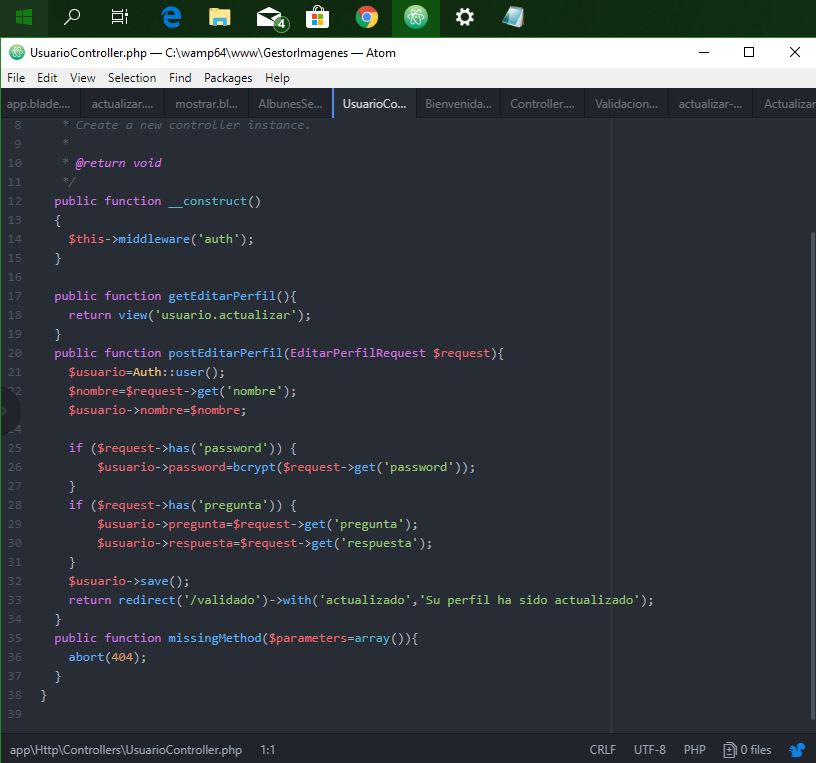 4
UsuarioController.php — C:\wamp64\www\GestorImagenes — Atom
File Edit View Selection Find Packages Help
app.blade.... actualizar.... mostrar.bl... AlbunesSe... UsuarioCo... Bienvenida... Controller.... Validacion... actualizar-... Actualizar
8 * Create a new controller instance.
9 *
10 * @return void
11 */
12 public function __construct()
13 {
14 $this->middleware('auth');
15 }
16
17 public function getEditarPerfil(){
18 return view('usuario.actualizar');
19 }
20 public function postEditarPerfil(EditarPerfilRequest $request){
21 $usuario=Auth::user();
22 $nombre=$request->get('nombre');
$usuario->nombre=$nombre;
24
25 if ($request->has('password')) {
26 $usuario->password=bcrypt($request->get('password'));
27 }
28 if ($request->has('pregunta')) {
29 $usuario->pregunta=$request->get('pregunta');
30 $usuario->respuesta=$request->get('respuesta');
31 }
32 $usuario->save();
33 return redirect('/validado')->with('actualizado','Su perfil ha sido actualizado');
34 }
35 public function missingMethod($parameters=array()){
36 abort(404);
37 }
38 }
39
app\Http\Controllers\UsuarioController.php 1:1 CRLF UTF-8 PHP 0 files